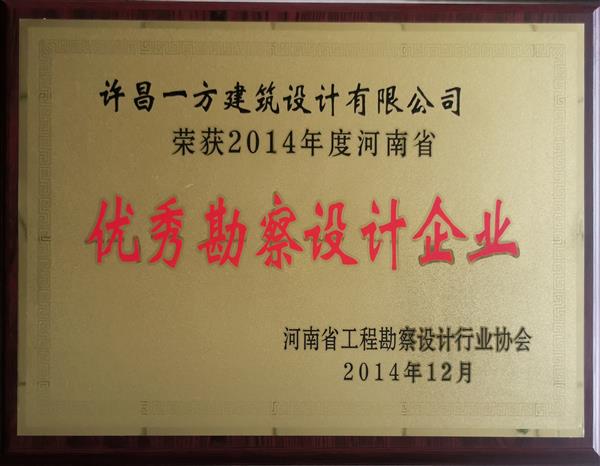 许昌一方建筑设计有限公司
荣获2014年度河南省
优秀勘察设计企业
河南省工程勘察设计行业协会
2014年12月